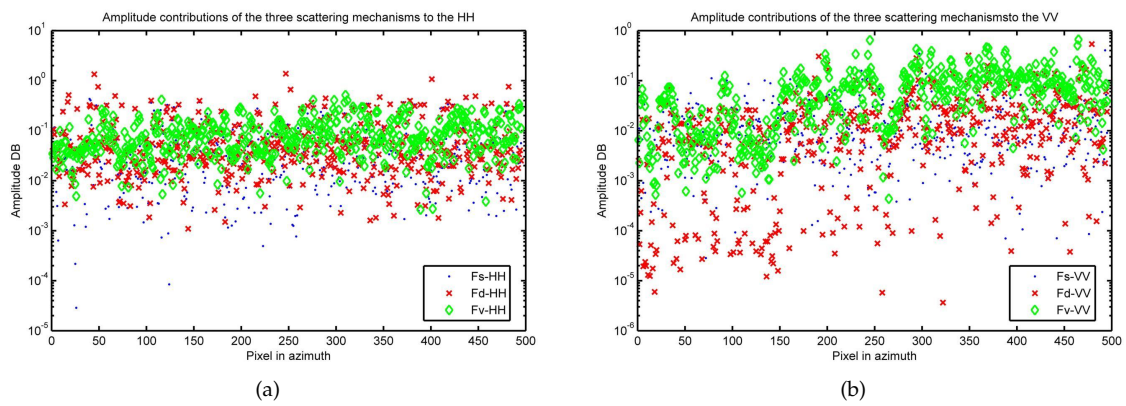 Amplitude contributions of the three scattering mechanisms to the HH
10^1
10^0
10^-1
10^-2
10^-3
10^-4
10^-5
Amplitude DB
0 50 100 150 200 250 300 350 400 450 500
Pixel in azimuth
Fs-HH
Fd-HH
Fv-HH
(a)
Amplitude contributions of the three scattering mechanismsto the VV
10^0
10^-1
10^-2
10^-3
10^-4
10^-5
10^-6
Amplitude DB
0 50 100 150 200 250 300 350 400 450 500
Pixel in azimuth
Fs-VV
Fd-VV
Fv-VV
(b)